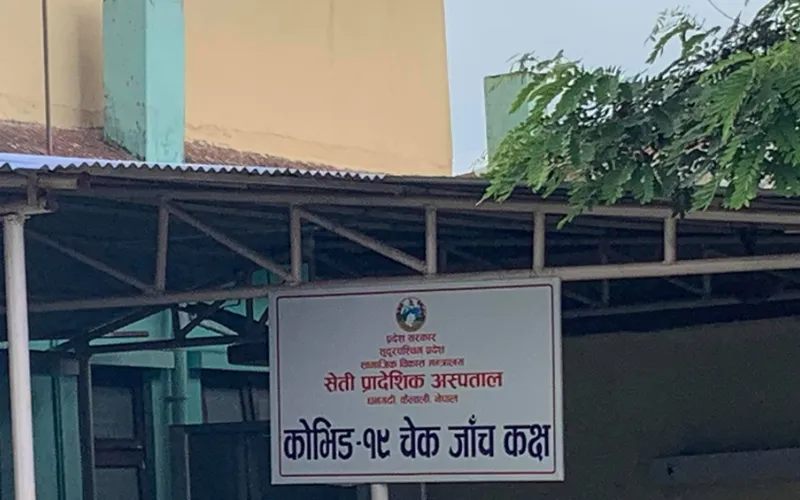 प्रदेश सरकार
सुदूरपश्चिम प्रदेश
सामाजिक विकास मन्त्रालय
सेती प्रादेशिक अस्पताल
धनगढी, कैलाली, नेपाल
कोभिड-१९ चेक जाँच कक्ष